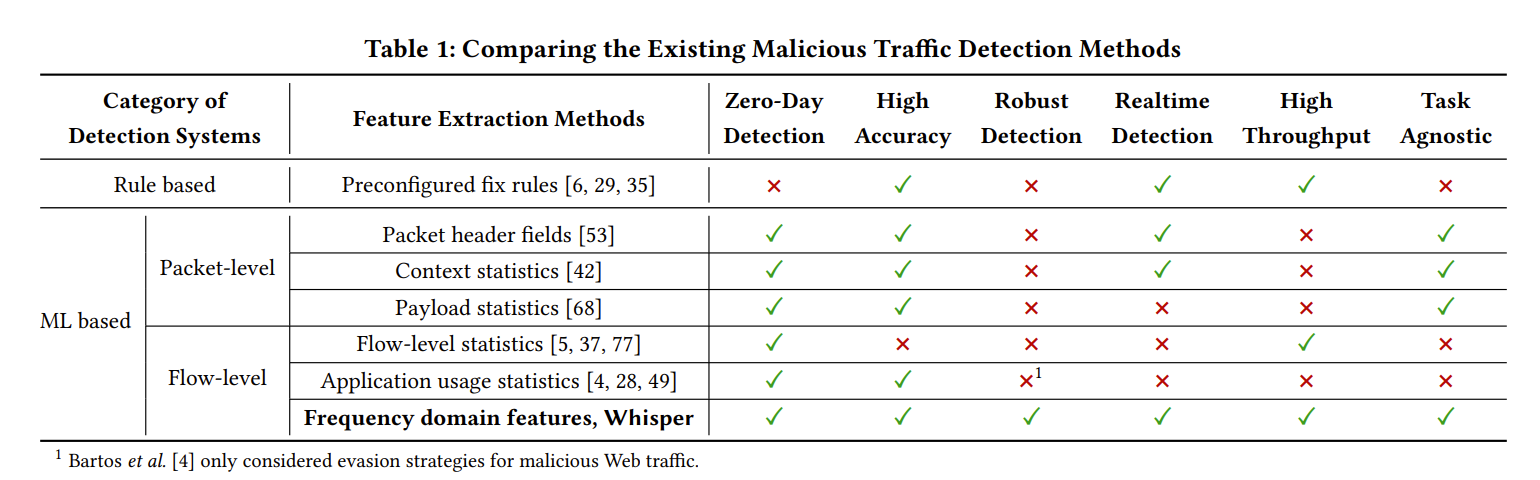 Table 1: Comparing the Existing Malicious Traffic Detection Methods
Category of Detection Systems | Feature Extraction Methods | Zero-Day Detection | High Accuracy | Robust Detection | Realtime Detection | High Throughput | Task Agnostic
Rule based | Preconfigured fix rules [6, 29, 35] | ✗ | ✓ | ✗ | ✓ | ✓ | ✗
ML based | Packet-level | Packet header fields [53] | ✓ | ✓ | ✗ | ✓ | ✗ | ✓
Context statistics [42] | ✓ | ✓ | ✗ | ✓ | ✗ | ✓
Payload statistics [68] | ✓ | ✓ | ✗ | ✗ | ✗ | ✓
Flow-level | Flow-level statistics [5, 37, 77] | ✓ | ✗ | ✗ | ✗ | ✓ | ✗
Application usage statistics [4, 28, 49] | ✓ | ✓ | ✗¹ | ✗ | ✗ | ✗
Frequency domain features, Whisper | ✓ | ✓ | ✓ | ✓ | ✓ | ✓
¹ Bartos et al. [4] only considered evasion strategies for malicious Web traffic.